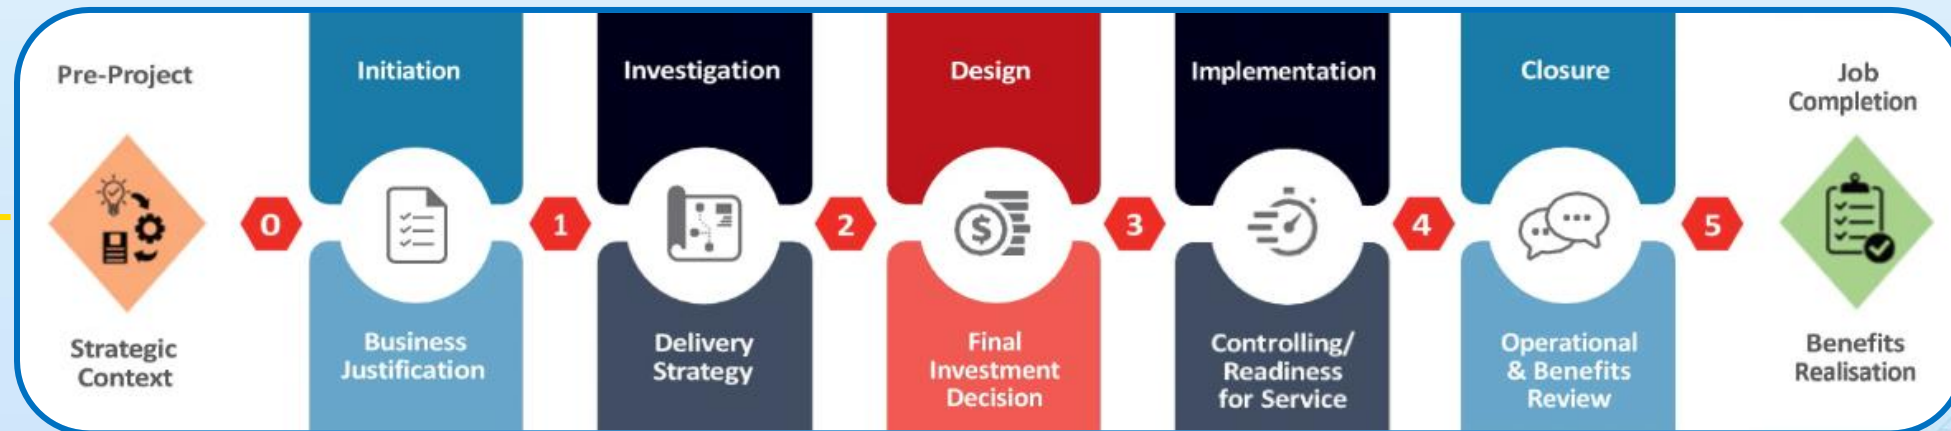 Pre-Project
Strategic
Context
0
Initiation
Business
Justification
1
Investigation
Delivery
Strategy
2
Design
$
Final
Investment
Decision
3
Implementation
Controlling/
Readiness
for Service
4
Closure
Operational
& Benefits
Review
5
Job
Completion
Benefits
Realisation